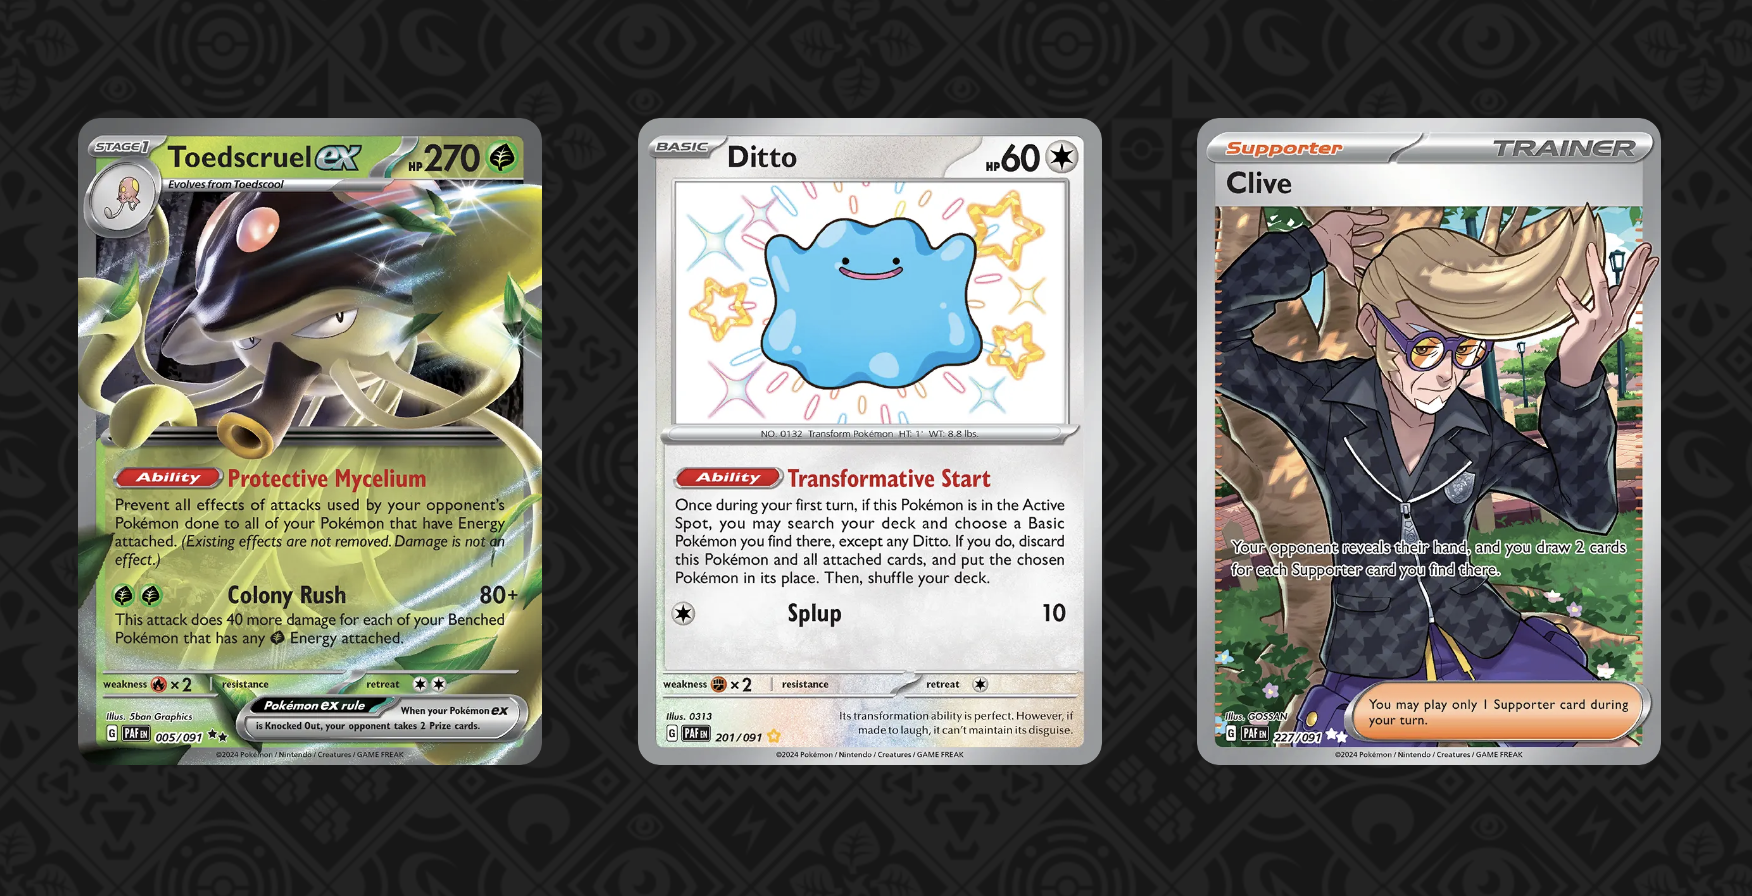 STAGE1
Toedscruel ex
HP 270
Evolves from Toedscool
Ability Protective Mycelium
Prevent all effects of attacks used by your opponent's
Pokémon done to all of your Pokémon that have Energy
attached. (Existing effects are not removed. Damage is not an
effect.)
Colony Rush 80+
This attack does 40 more damage for each of your Benched
Pokémon that has any Energy attached.
weakness ×2 resistance retreat
Illus. 5ban Graphics
Pokémon ex rule When your Pokémon ex
is Knocked Out, your opponent takes 2 Prize cards.
G PAF EN 005/091
©2024 Pokémon / Nintendo / Creatures / GAME FREAK
BASIC
Ditto
HP 60
NO. 0132 Transform Pokémon HT: 1' WT: 8.8 lbs.
Ability Transformative Start
Once during your first turn, if this Pokémon is in the Active
Spot, you may search your deck and choose a Basic
Pokémon you find there, except any Ditto. If you do, discard
this Pokémon and all attached cards, and put the chosen
Pokémon in its place. Then, shuffle your deck.
Splup 10
weakness ×2 resistance retreat
Illus. 0313
G PAF EN 201/091
Its transformation ability is perfect. However, if
made to laugh, it can't maintain its disguise.
©2024 Pokémon / Nintendo / Creatures / GAME FREAK
Supporter TRAINER
Clive
Your opponent reveals their hand, and you draw 2 cards
for each Supporter card you find there.
You may play only 1 Supporter card during
your turn.
Illus. GOSSAN
G PAF EN 227/091
©2024 Pokémon / Nintendo / Creatures / GAME FREAK